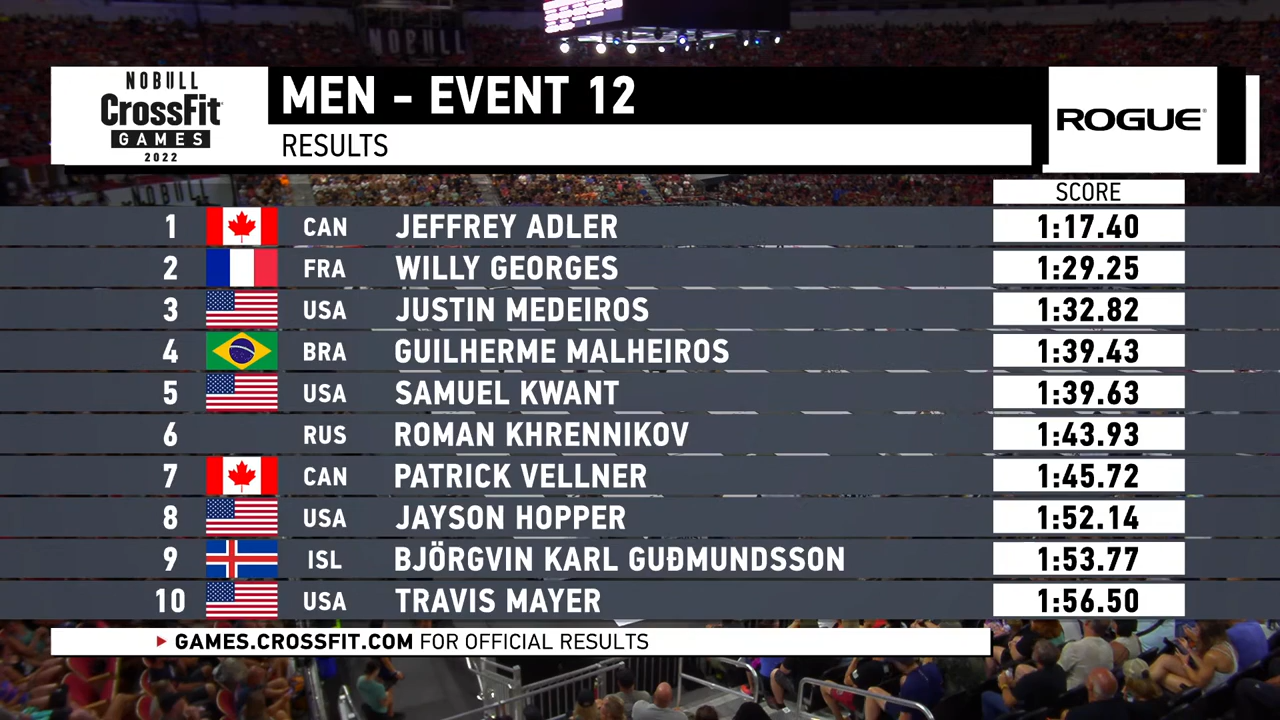 NOBULL
CrossFit
GAMES
2022
MEN - EVENT 12
RESULTS
ROGUE
SCORE
1 CAN JEFFREY ADLER 1:17.40
2 FRA WILLY GEORGES 1:29.25
3 USA JUSTIN MEDEIROS 1:32.82
4 BRA GUILHERME MALHEIROS 1:39.43
5 USA SAMUEL KWANT 1:39.63
6 RUS ROMAN KHRENNIKOV 1:43.93
7 CAN PATRICK VELLNER 1:45.72
8 USA JAYSON HOPPER 1:52.14
9 ISL BJÖRGVIN KARL GUÐMUNDSSON 1:53.77
10 USA TRAVIS MAYER 1:56.50
GAMES.CROSSFIT.COM FOR OFFICIAL RESULTS
NOBULL
NOBULL